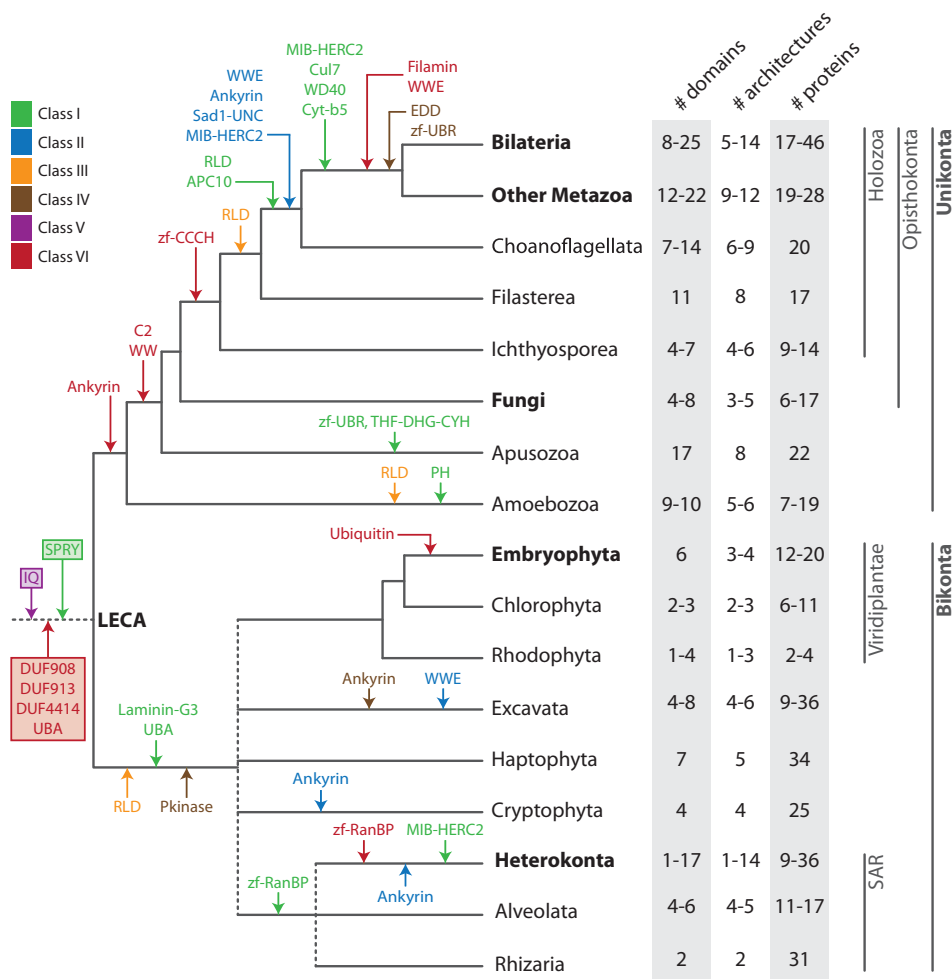 # domains
# architectures
# proteins
Class I
Class II
Class III
Class IV
Class V
Class VI
MIB-HERC2
Cul7
WD40
Cyt-b5
WWE
Ankyrin
Sad1-UNC
MIB-HERC2
Filamin
WWE
EDD
zf-UBR
RLD
APC10
RLD
zf-CCCH
C2
WW
Ankyrin
zf-UBR, THF-DHG-CYH
RLD
PH
SPRY
IQ
LECA
DUF908
DUF913
DUF4414
UBA
Laminin-G3
UBA
RLD
Pkinase
Ubiquitin
Ankyrin
WWE
Ankyrin
zf-RanBP
MIB-HERC2
Ankyrin
zf-RanBP
Bilateria 8-25 5-14 17-46
Other Metazoa 12-22 9-12 19-28
Choanoflagellata 7-14 6-9 20
Filasterea 11 8 17
Ichthyosporea 4-7 4-6 9-14
Fungi 4-8 3-5 6-17
Apusozoa 17 8 22
Amoebozoa 9-10 5-6 7-19
Embryophyta 6 3-4 12-20
Chlorophyta 2-3 2-3 6-11
Rhodophyta 1-4 1-3 2-4
Excavata 4-8 4-6 9-36
Haptophyta 7 5 34
Cryptophyta 4 4 25
Heterokonta 1-17 1-14 9-36
Alveolata 4-6 4-5 11-17
Rhizaria 2 2 31
Holozoa
Opisthokonta
Unikonta
Viridiplantae
SAR
Bikonta